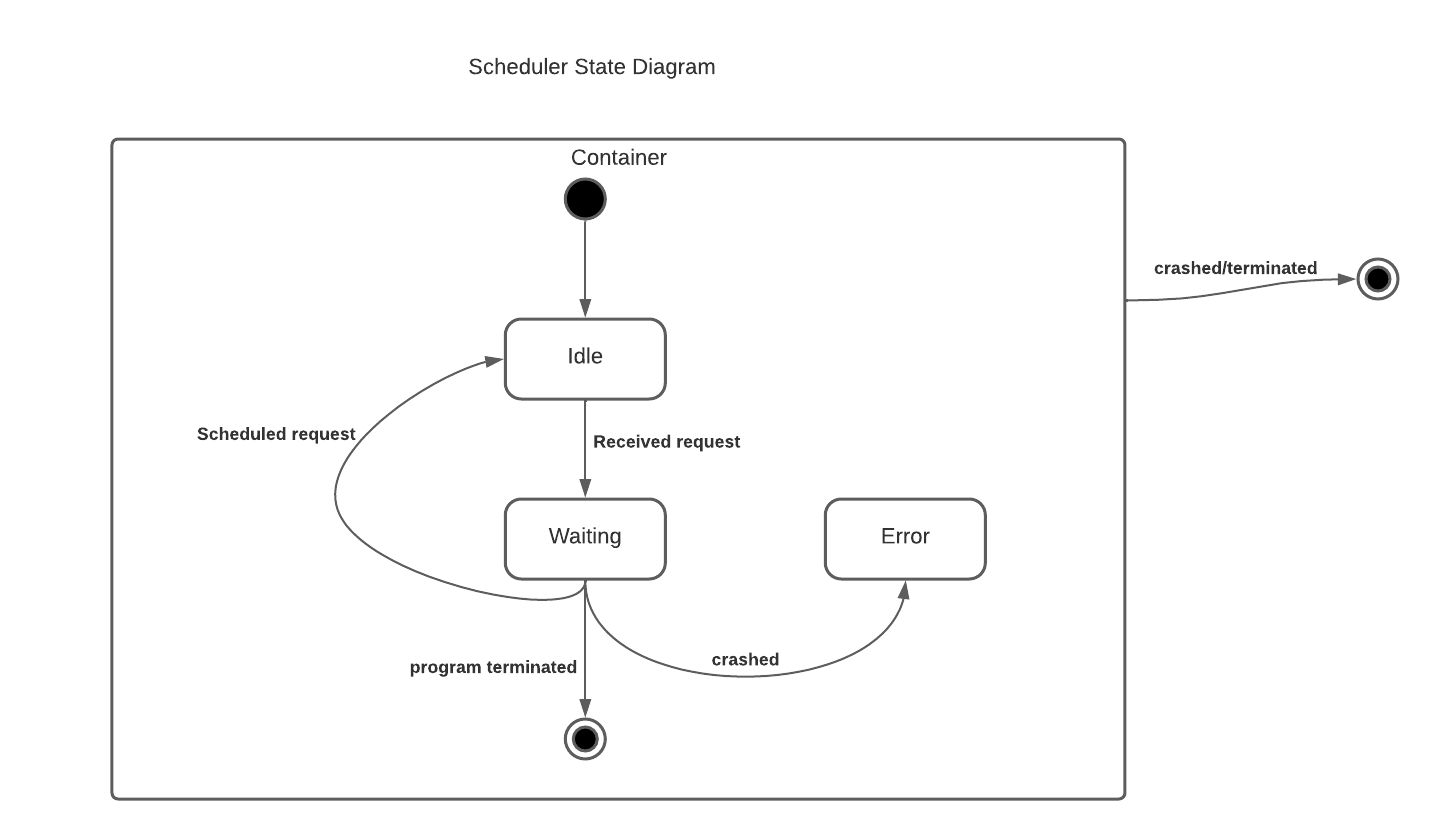 Scheduler State Diagram
Container
crashed/terminated
Idle
Scheduled request
Received request
Waiting
Error
crashed
program terminated